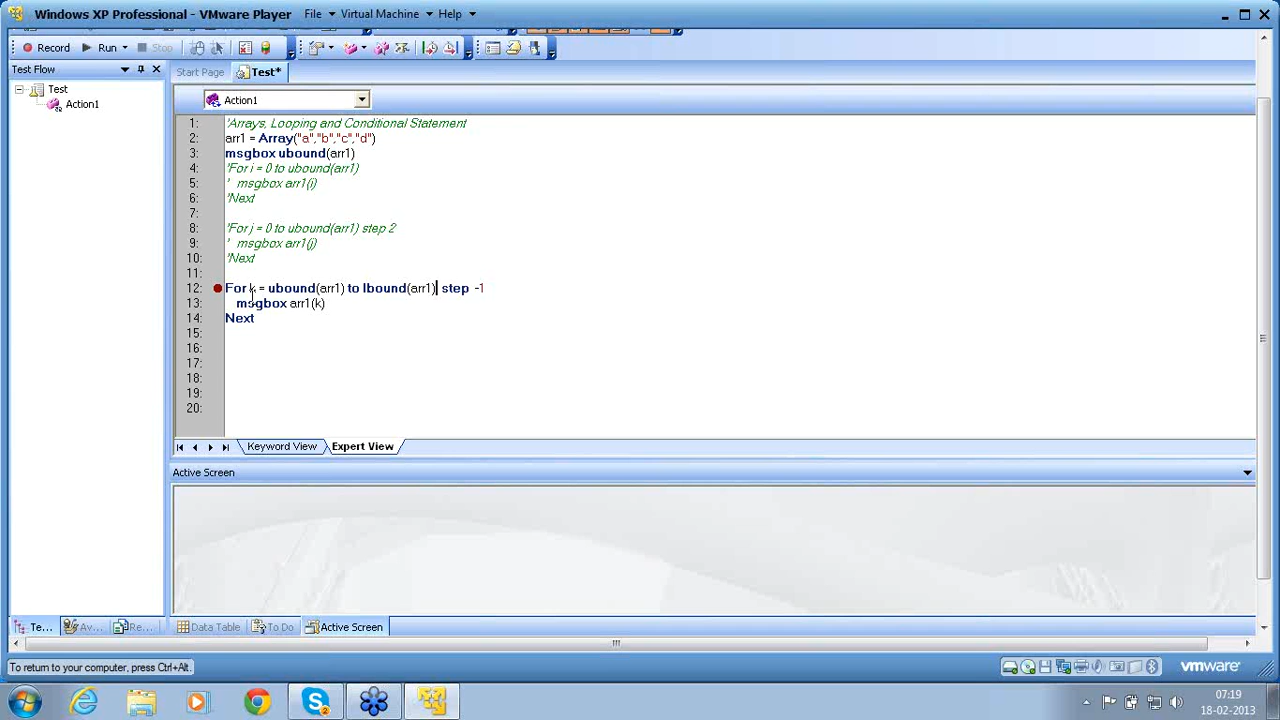 Windows XP Professional - VMware Player File Virtual Machine Help
Record Run Stop
Test Flow
Start Page Test*
Test
Action1
Action1
1: 'Arrays, Looping and Conditional Statement
2: arr1 = Array("a","b","c","d")
3: msgbox ubound(arr1)
4: 'For i = 0 to ubound(arr1)
5: ' msgbox arr1(i)
6: 'Next
7:
8: 'For j = 0 to ubound(arr1) step 2
9: ' msgbox arr1(j)
10: 'Next
11:
12: For k = ubound(arr1) to lbound(arr1) step -1
13: msgbox arr1(k)
14: Next
15:
16:
17:
18:
19:
20:
Keyword View Expert View
Active Screen
Te... Av... Re... Data Table To Do Active Screen
To return to your computer, press Ctrl+Alt.
vmware
2
07:19
18-02-2013